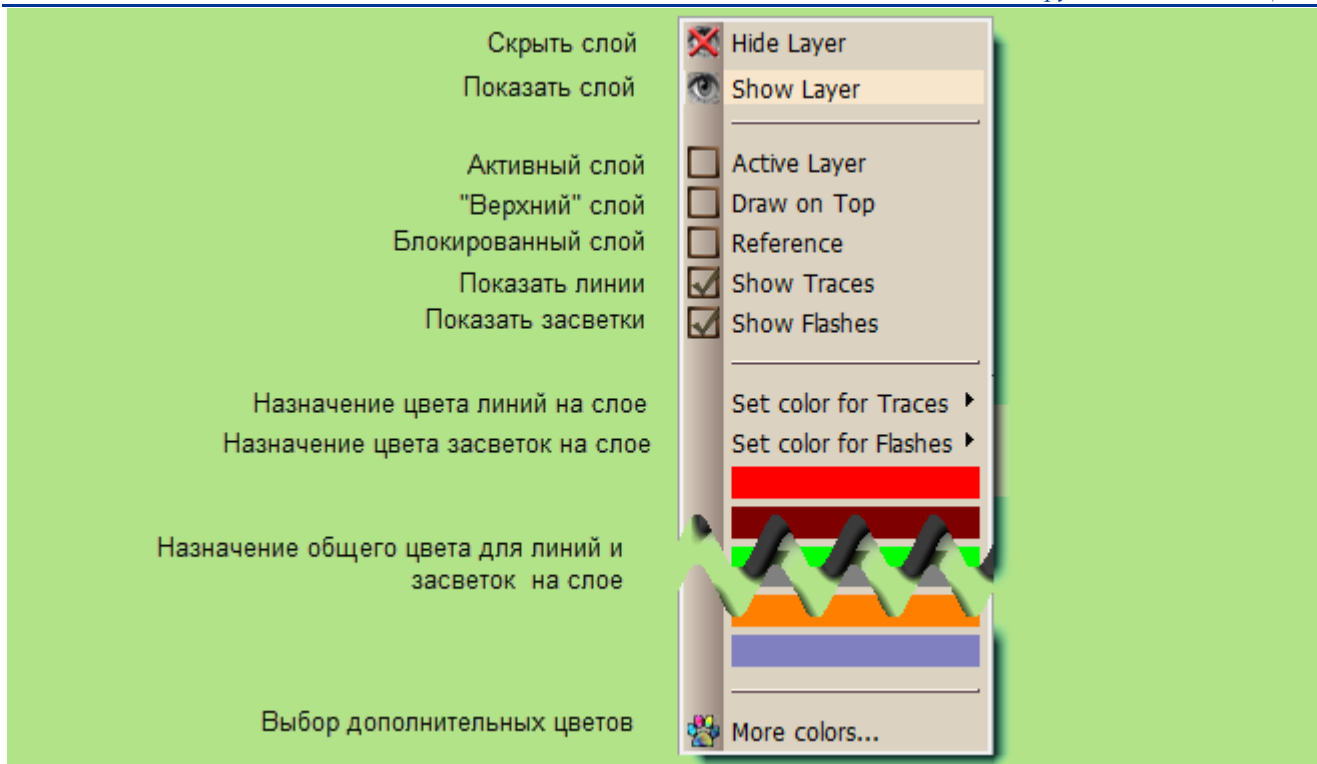 Скрыть слой Hide Layer
Показать слой Show Layer
Активный слой Active Layer
"Верхний" слой Draw on Top
Блокированный слой Reference
Показать линии Show Traces
Показать засветки Show Flashes
Назначение цвета линий на слое Set color for Traces
Назначение цвета засветок на слое Set color for Flashes
Назначение общего цвета для линий и
засветок на слое
Выбор дополнительных цветов More colors...